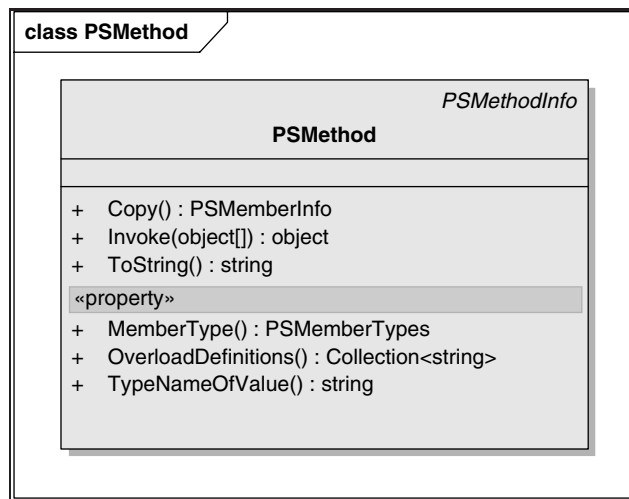 class PSMethod
PSMethodInfo
PSMethod
+ Copy() : PSMemberInfo
+ Invoke(object[]) : object
+ ToString() : string
«property»
+ MemberType() : PSMemberTypes
+ OverloadDefinitions() : Collection<string>
+ TypeNameOfValue() : string